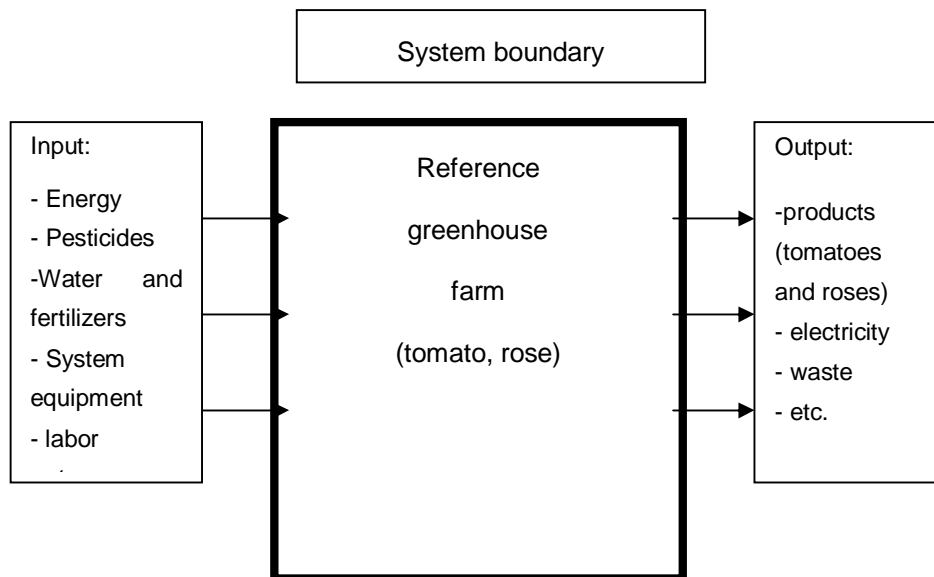 System boundary
Input:
- Energy
- Pesticides
-Water and
fertilizers
- System
equipment
- labor
Reference
greenhouse
farm
(tomato, rose)
Output:
-products
(tomatoes
and roses)
- electricity
- waste
- etc.